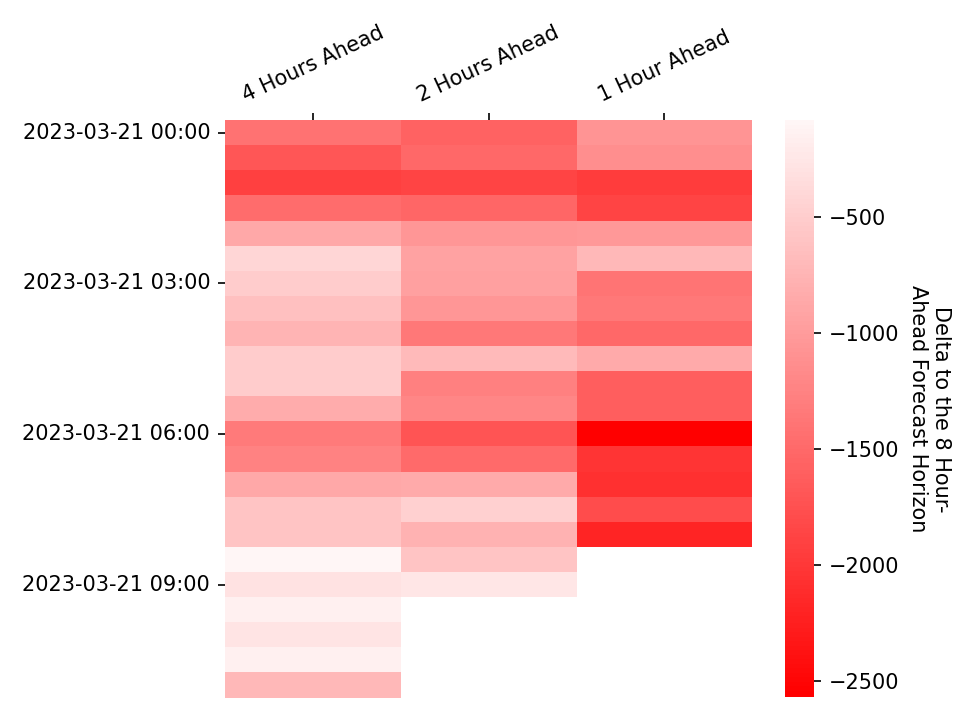 4 Hours Ahead
2 Hours Ahead
1 Hour Ahead
2023-03-21 00:00
2023-03-21 03:00
2023-03-21 06:00
2023-03-21 09:00
−500
−1000
−1500
−2000
−2500
Delta to the 8 Hour-
Ahead Forecast Horizon